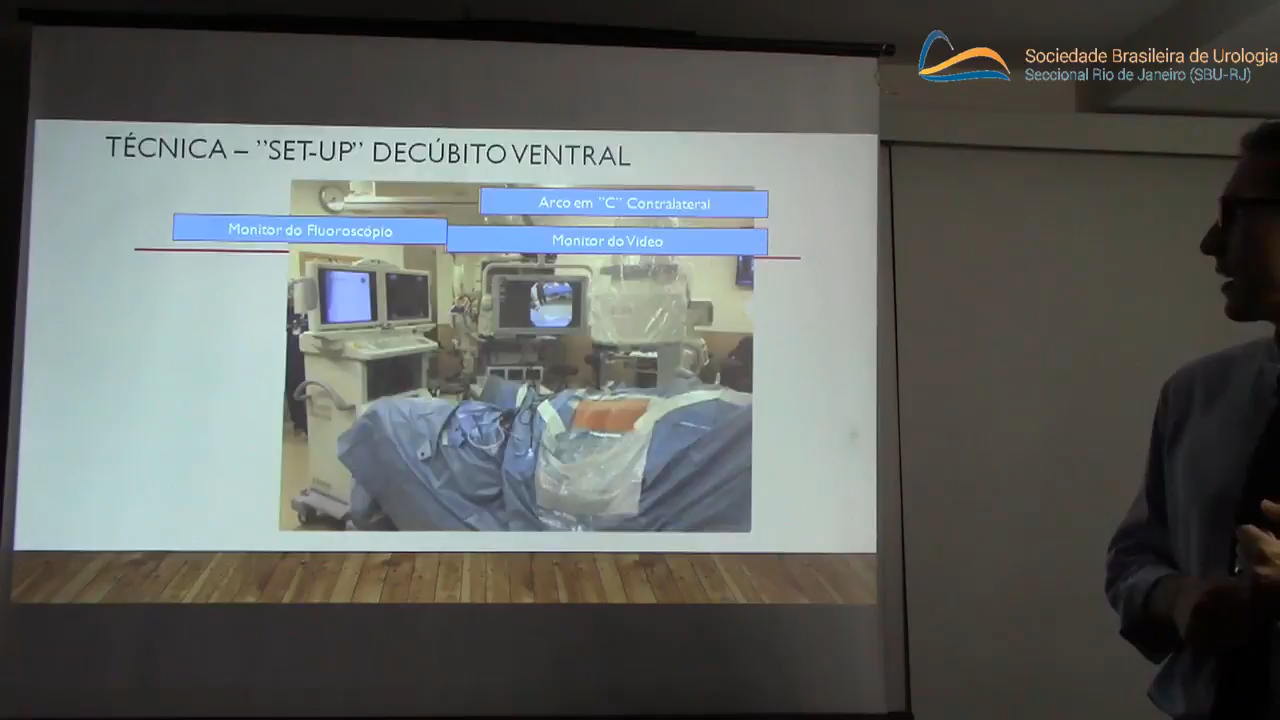 Sociedade Brasileira de Urologia
Seccional Rio de Janeiro (SBU-RJ)
TÉCNICA – ”SET-UP” DECÚBITO VENTRAL
Arco em ”C” Contralateral
Monitor do Fluoroscópio
Monitor do Vídeo